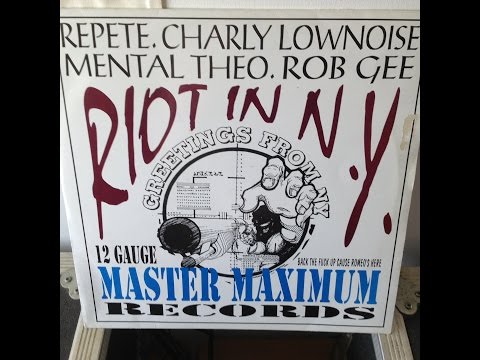 REPETE. CHARLY LOWNOISE
MENTAL THEO. ROB GEE
RIOT IN N.Y.
GREETINGS FROM N.Y.
12 GAUGE
BACK THE FUCK UP CAUSE ROMEO'S HERE
MASTER MAXIMUM
RECORDS